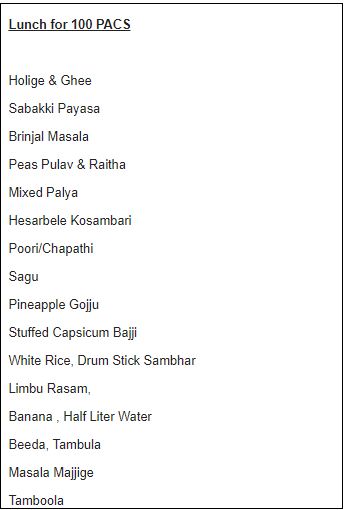 Lunch for 100 PACS
Holige & Ghee
Sabakki Payasa
Brinjal Masala
Peas Pulav & Raitha
Mixed Palya
Hesarbele Kosambari
Poori/Chapathi
Sagu
Pineapple Gojju
Stuffed Capsicum Bajji
White Rice, Drum Stick Sambhar
Limbu Rasam,
Banana , Half Liter Water
Beeda, Tambula
Masala Majjige
Tamboola